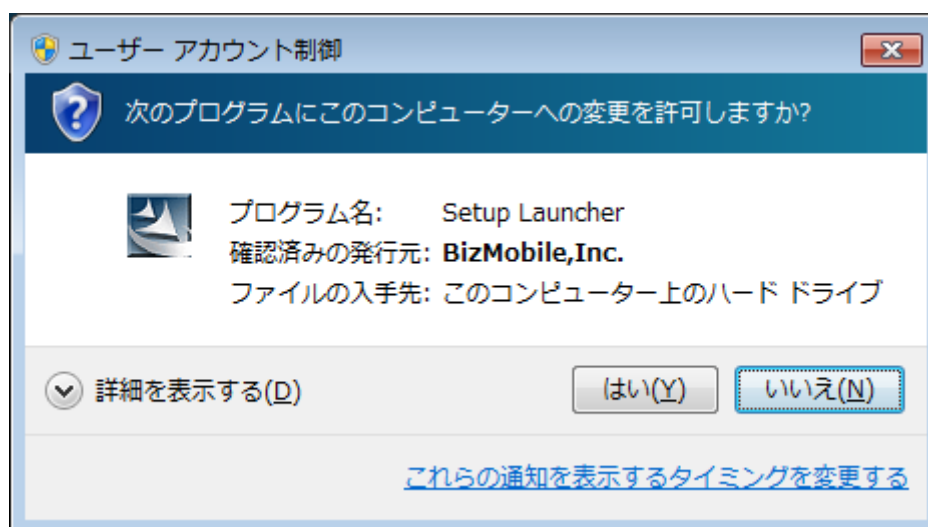 ユーザー アカウント制御
次のプログラムにこのコンピューターへの変更を許可しますか?
プログラム名: Setup Launcher
確認済みの発行元: BizMobile,Inc.
ファイルの入手先: このコンピューター上のハード ドライブ
詳細を表示する(D) はい(Y) いいえ(N)
これらの通知を表示するタイミングを変更する